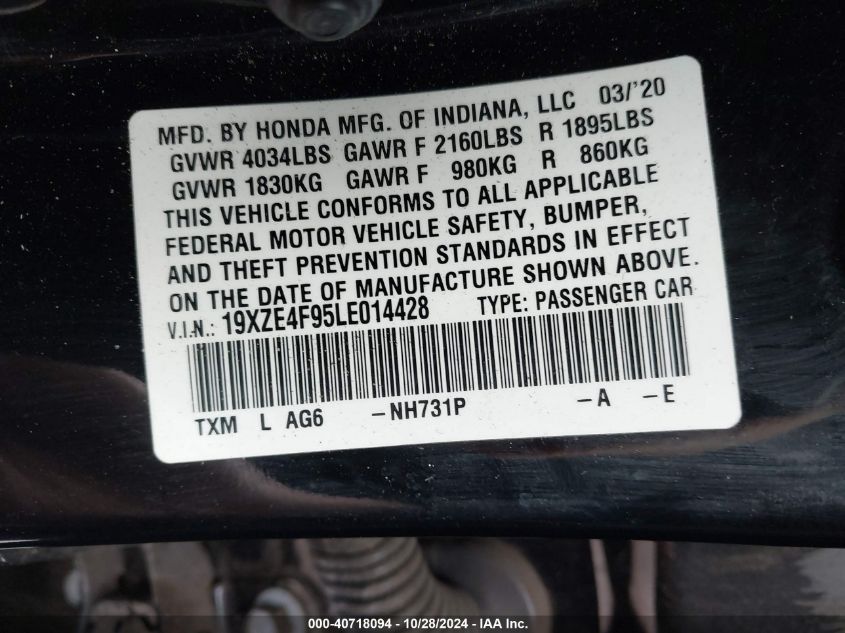 MFD. BY HONDA MFG. OF INDIANA, LLC 03/'20
GVWR 4034LBS GAWR F 2160LBS R 1895LBS
GVWR 1830KG GAWR F 980KG R 860KG
THIS VEHICLE CONFORMS TO ALL APPLICABLE
FEDERAL MOTOR VEHICLE SAFETY, BUMPER,
AND THEFT PREVENTION STANDARDS IN EFFECT
ON THE DATE OF MANUFACTURE SHOWN ABOVE.
V.I.N.: 19XZE4F95LE014428 TYPE: PASSENGER CAR
TXM L AG6 -NH731P -A -E
000-40718094 - 10/28/2024 - IAA Inc.